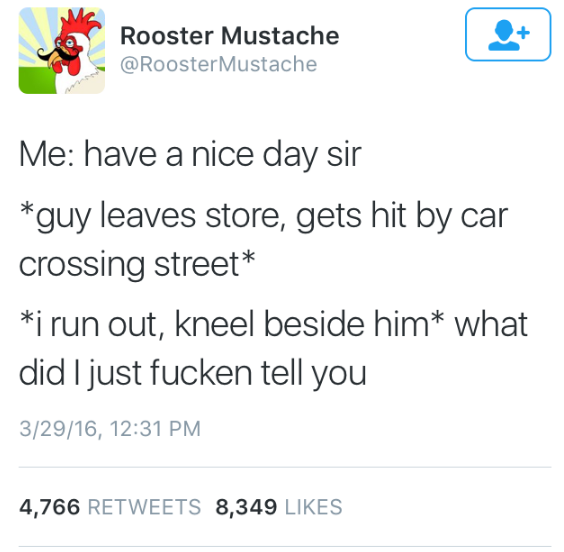 Rooster Mustache
@RoosterMustache
Me: have a nice day sir
*guy leaves store, gets hit by car
crossing street*
*i run out, kneel beside him* what
did I just fucken tell you
3/29/16, 12:31 PM
4,766 RETWEETS 8,349 LIKES